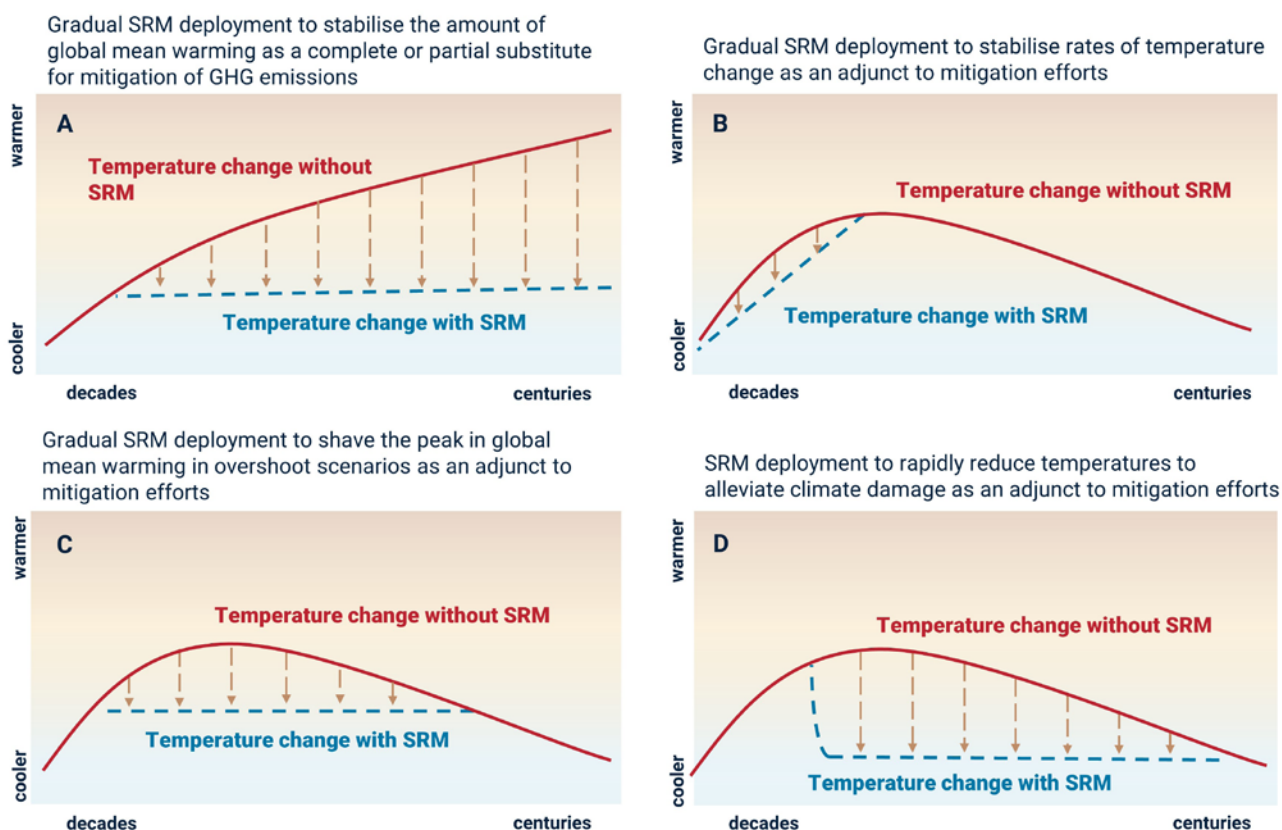 Gradual SRM deployment to stabilise the amount of
global mean warming as a complete or partial substitute
for mitigation of GHG emissions
warmer
A
Temperature change without
SRM
Temperature change with SRM
cooler
decades
centuries
Gradual SRM deployment to stabilise rates of temperature
change as an adjunct to mitigation efforts
warmer
B
Temperature change without SRM
Temperature change with SRM
cooler
decades
centuries
Gradual SRM deployment to shave the peak in global
mean warming in overshoot scenarios as an adjunct to
mitigation efforts
warmer
C
Temperature change without SRM
Temperature change with SRM
cooler
decades
centuries
SRM deployment to rapidly reduce temperatures to
alleviate climate damage as an adjunct to mitigation efforts
warmer
D
Temperature change without SRM
Temperature change with SRM
cooler
decades
centuries